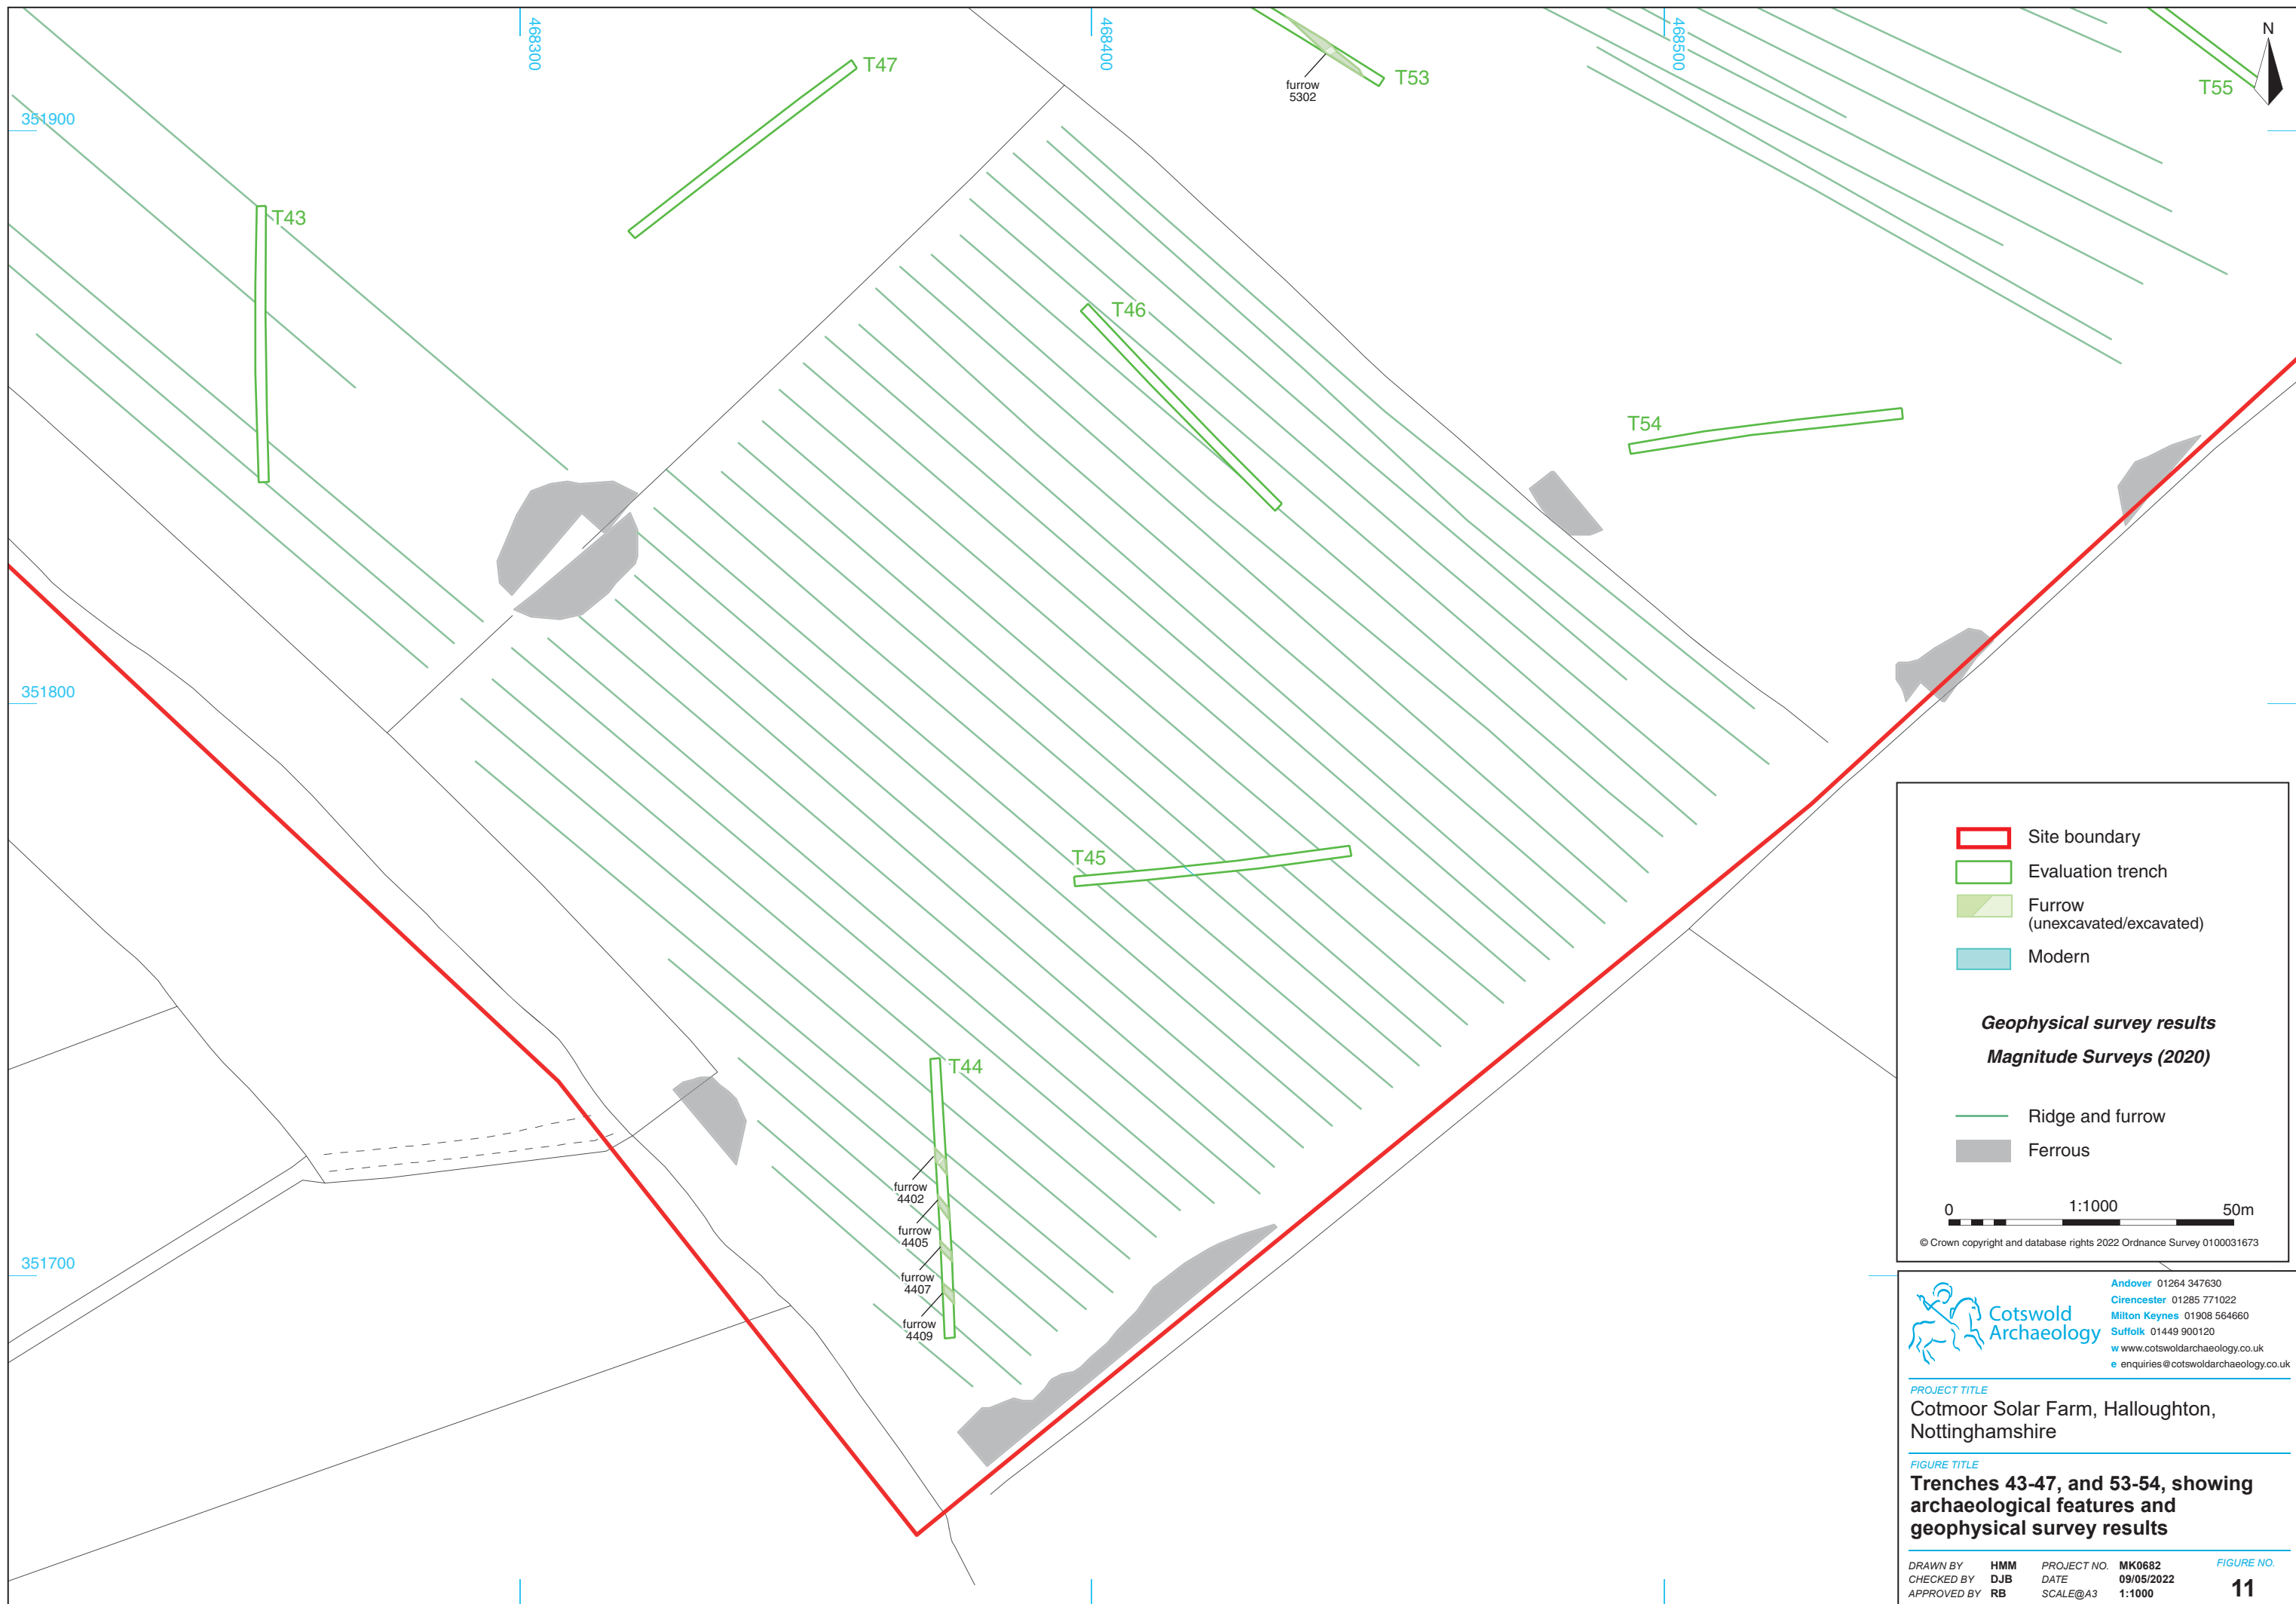 468300
468400
468500
N
T47
T53
furrow
5302
T55
351900
T43
T46
T54
351800
T45
T44
furrow
4402
furrow
4405
furrow
4407
furrow
4409
351700
Site boundary
Evaluation trench
Furrow
(unexcavated/excavated)
Modern
Geophysical survey results
Magnitude Surveys (2020)
Ridge and furrow
Ferrous
0 1:1000 50m
© Crown copyright and database rights 2022 Ordnance Survey 0100031673
Cotswold
Archaeology
Andover 01264 347630
Cirencester 01285 771022
Milton Keynes 01908 564660
Suffolk 01449 900120
w www.cotswoldarchaeology.co.uk
e enquiries@cotswoldarchaeology.co.uk
PROJECT TITLE
Cotmoor Solar Farm, Halloughton,
Nottinghamshire
FIGURE TITLE
Trenches 43-47, and 53-54, showing
archaeological features and
geophysical survey results
DRAWN BY HMM PROJECT NO. MK0682 FIGURE NO.
CHECKED BY DJB DATE 09/05/2022
APPROVED BY RB SCALE@A3 1:1000 11